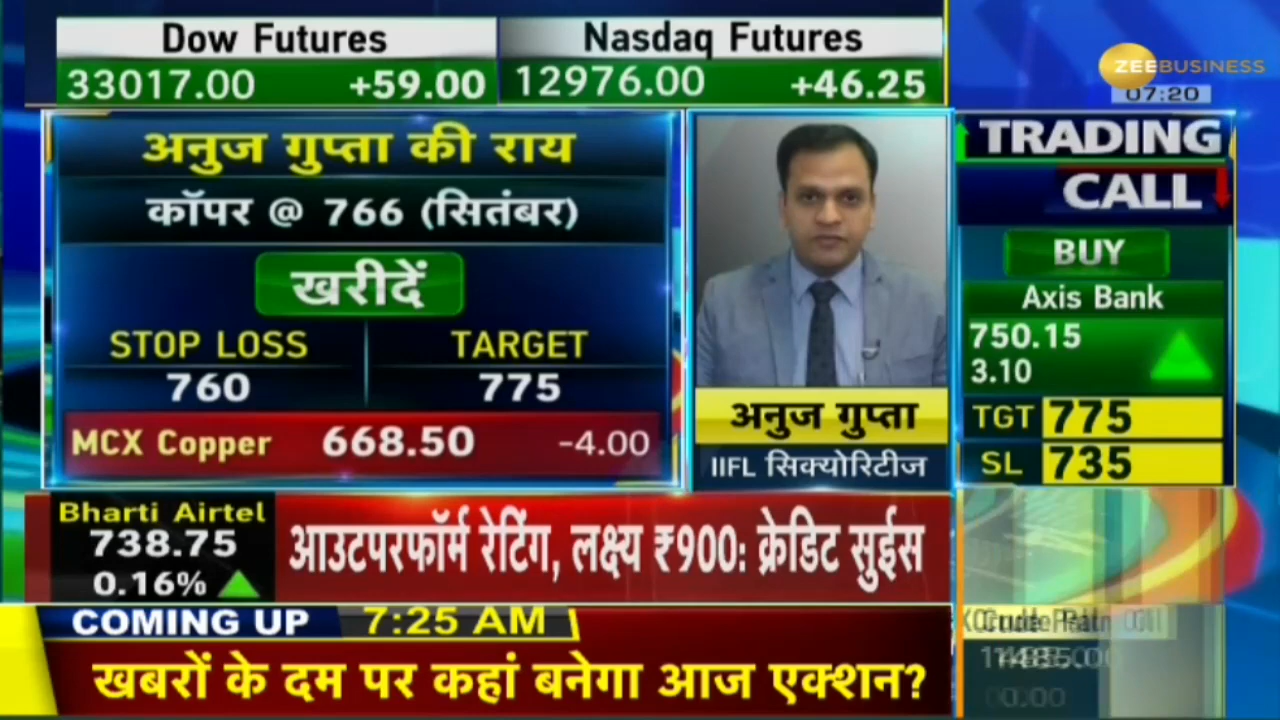 Dow Futures
33017.00 +59.00
Nasdaq Futures
12976.00 +46.25
ZEEBUSINESS
07:20
अनुज गुप्ता की राय
कॉपर @ 766 (सितंबर)
खरीदें
STOP LOSS
760
TARGET
775
MCX Copper 668.50 -4.00
अनुज गुप्ता
IIFL सिक्योरिटीज
TRADING
CALL
BUY
Axis Bank
750.15
3.10
TGT 775
SL 735
Bharti Airtel
738.75
0.16%
आउटपरफॉर्म रेटिंग, लक्ष्य ₹900: क्रेडिट सुईस
COMING UP 7:25 AM
खबरों के दम पर कहां बनेगा आज एक्शन?